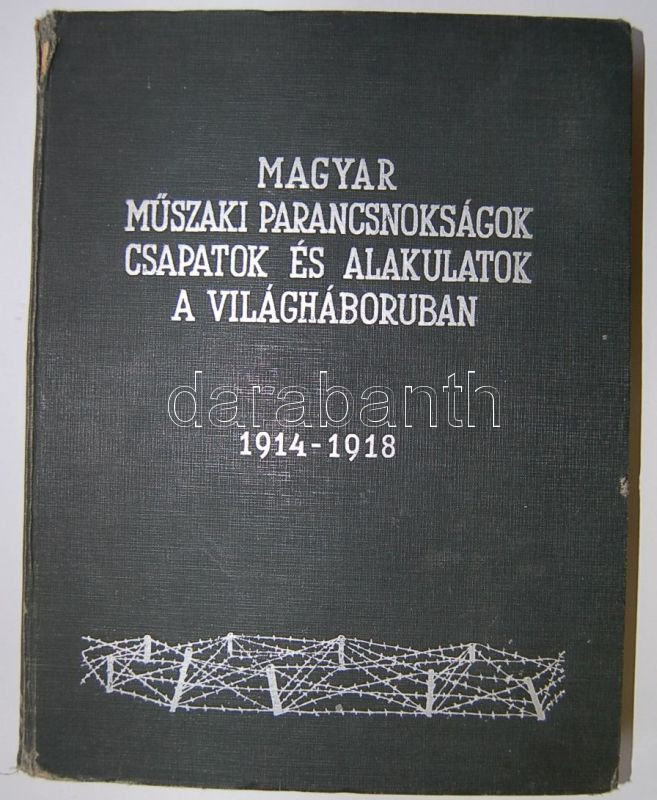 MAGYAR
MŰSZAKI PARANCSNOKSÁGOK
CSAPATOK ÉS ALAKULATOK
A VILÁGHÁBORUBAN
darabanth
1914-1918